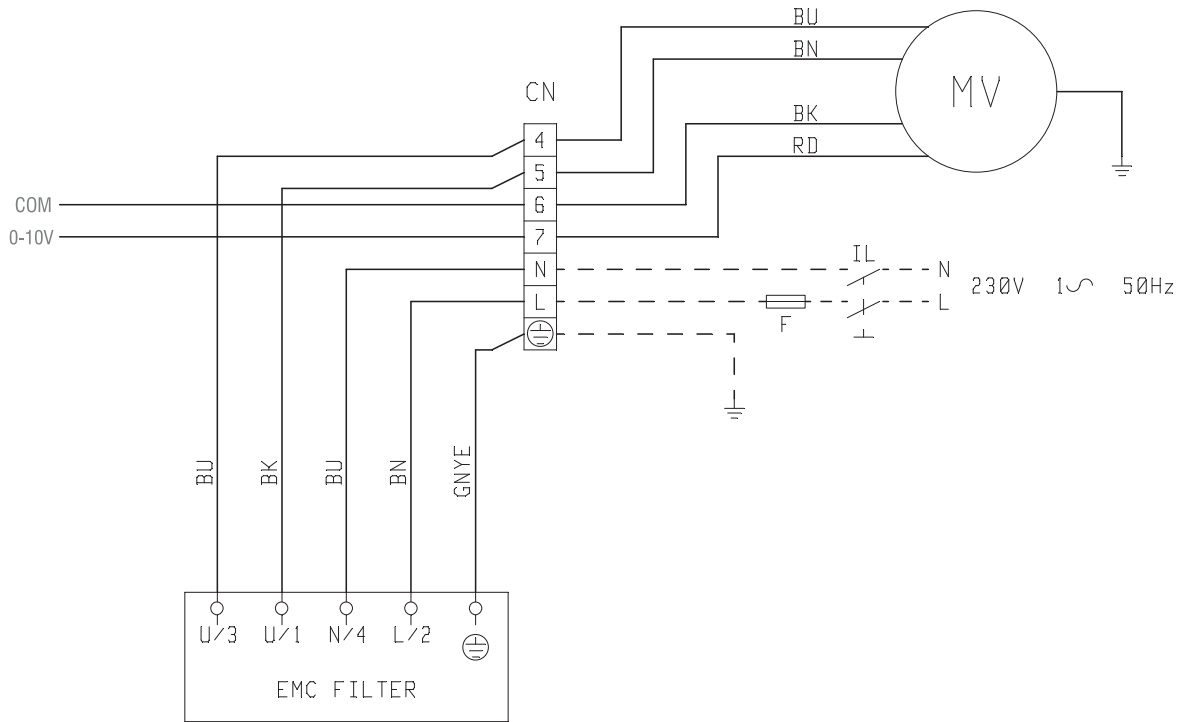 BU
BN
MV
CN
BK
RD
4
5
COM
6
0-10V
7
IL
N
N
230V 1 50Hz
L
L
F
BU
BK
BU
BN
GNYE
U/3
U/1
N/4
L/2
EMC FILTER